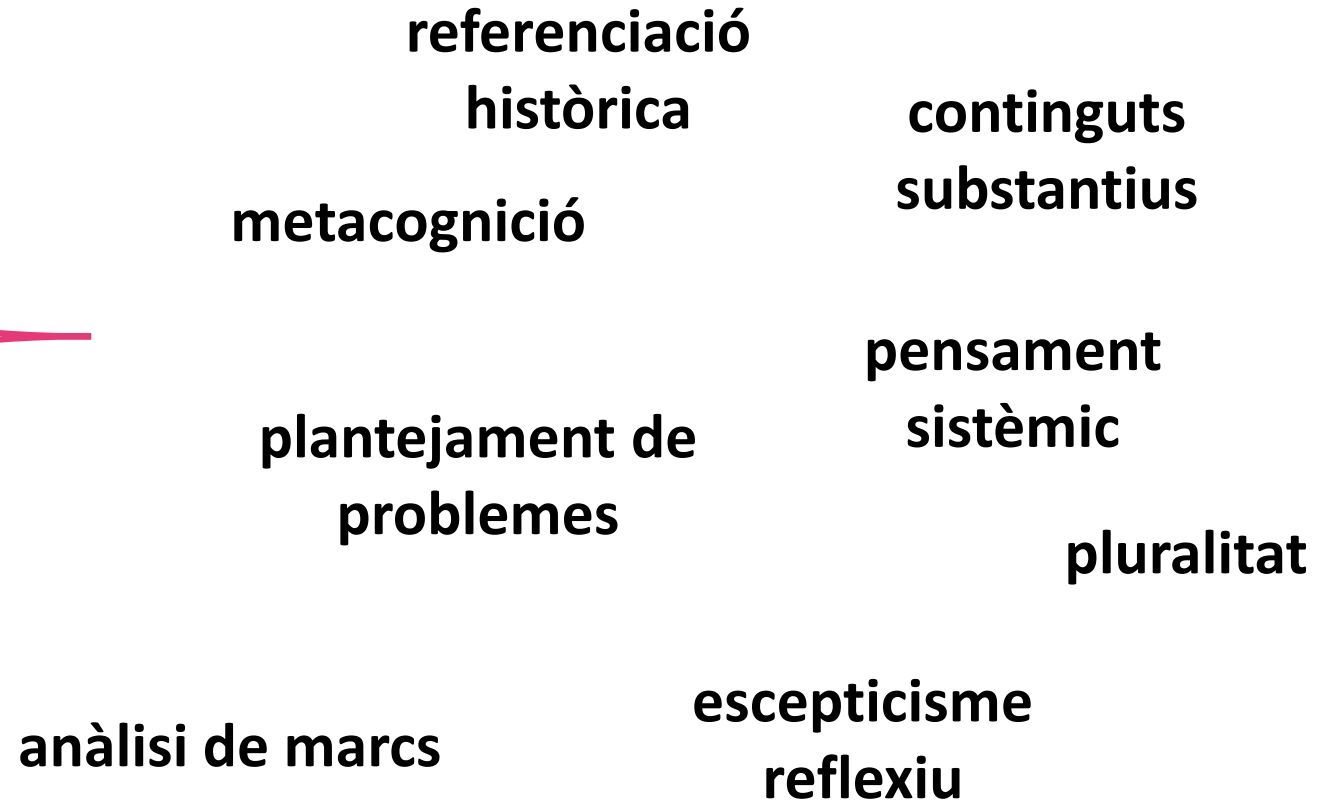 referenciació
històrica
continguts
substantius
metacognició
pensament
sistèmic
plantejament de
problemes
pluralitat
escepticisme
reflexiu
anàlisi de marcs